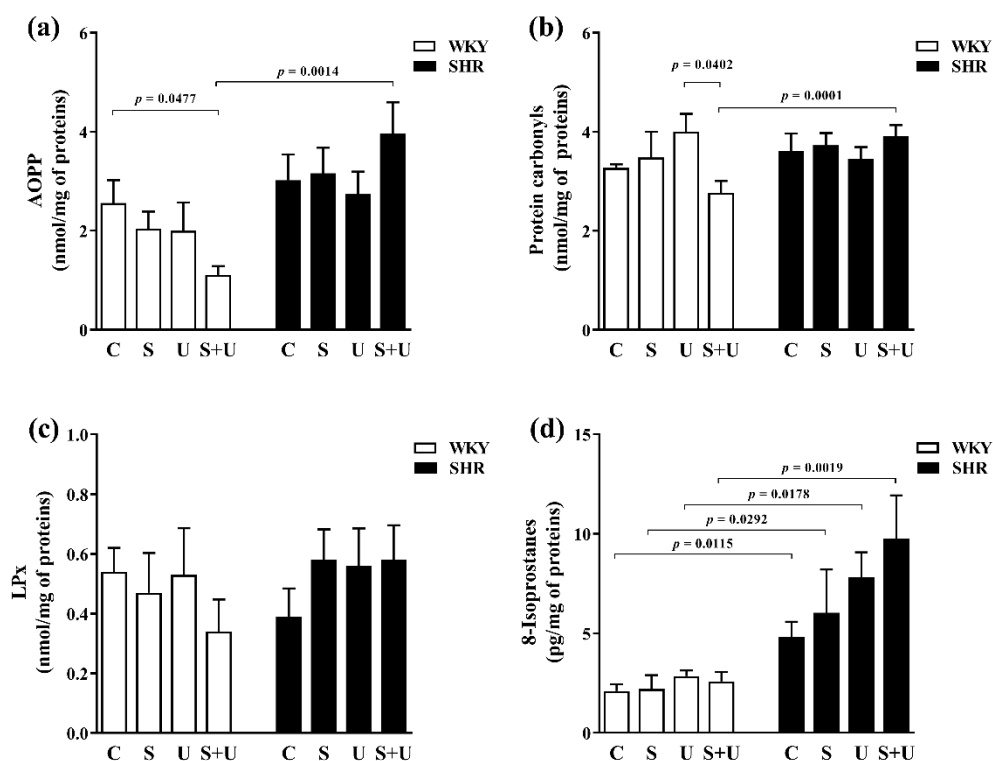 (a)
AOPP
(nmol/mg of proteins)
6
4
2
0
WKY
SHR
p = 0.0014
p = 0.0477
C S U S+U C S U S+U
(b)
Protein carbonyls
(nmol/mg of proteins)
6
4
2
0
WKY
SHR
p = 0.0402
p = 0.0001
C S U S+U C S U S+U
(c)
LPx
(nmol/mg of proteins)
1.0
0.8
0.6
0.4
0.2
0.0
WKY
SHR
C S U S+U C S U S+U
(d)
8-Isoprostanes
(pg/mg of proteins)
15
10
5
0
WKY
SHR
p = 0.0019
p = 0.0178
p = 0.0292
p = 0.0115
C S U S+U C S U S+U